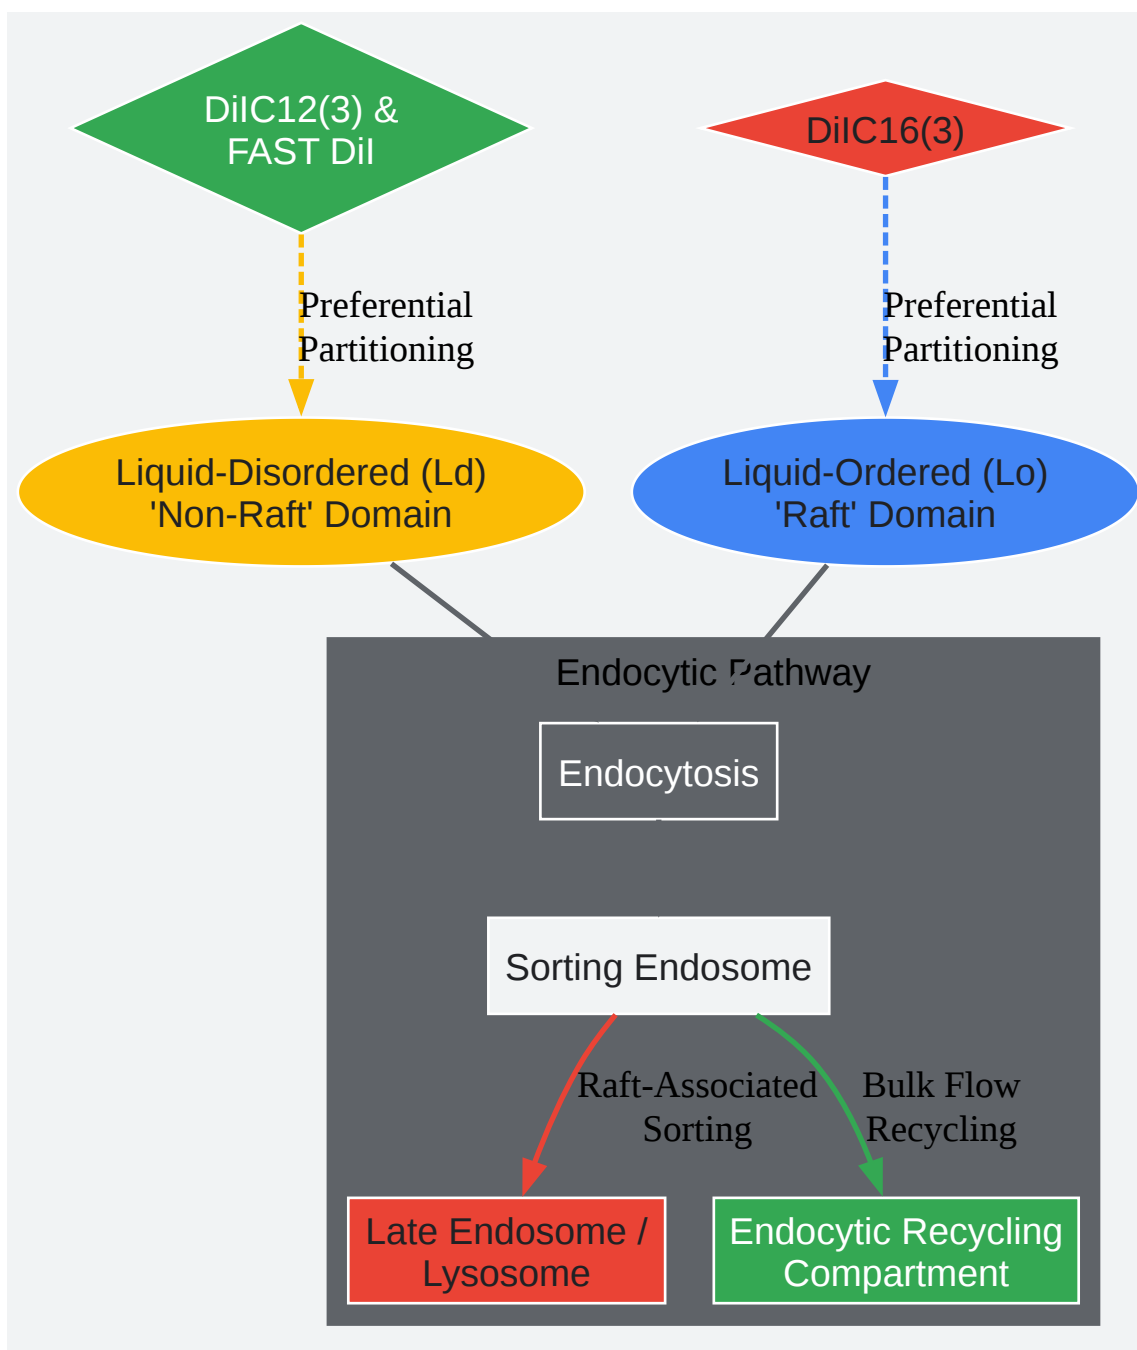 DiIC12(3) &
FAST DiI
DiIC16(3)
Preferential
Partitioning
Preferential
Partitioning
Liquid-Disordered (Ld)
'Non-Raft' Domain
Liquid-Ordered (Lo)
'Raft' Domain
Endocytic Pathway
Endocytosis
Sorting Endosome
Raft-Associated
Sorting
Bulk Flow
Recycling
Late Endosome /
Lysosome
Endocytic Recycling
Compartment